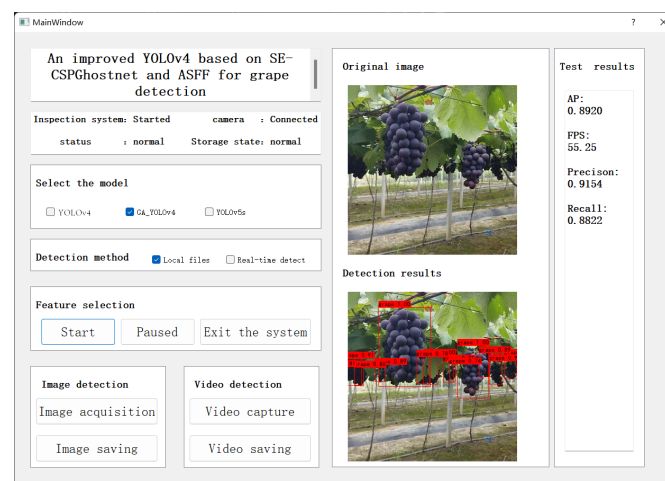 MainWindow
?
An improved YOLOv4 based on SE-
CSPGhostnet and ASFF for grape
detection
Inspection system: Started camera : Connected
status : normal Storage state: normal
Select the model
YOLOv4 GA_YOLOv4 YOLOv5s
Detection method Local files Real-time detect
Feature selection
Start Paused Exit the system
Image detection
Image acquisition
Image saving
Video detection
Video capture
Video saving
Original image
Detection results
grape
Test results
AP:
0.8920
FPS:
55.25
Precison:
0.9154
Recall:
0.8822